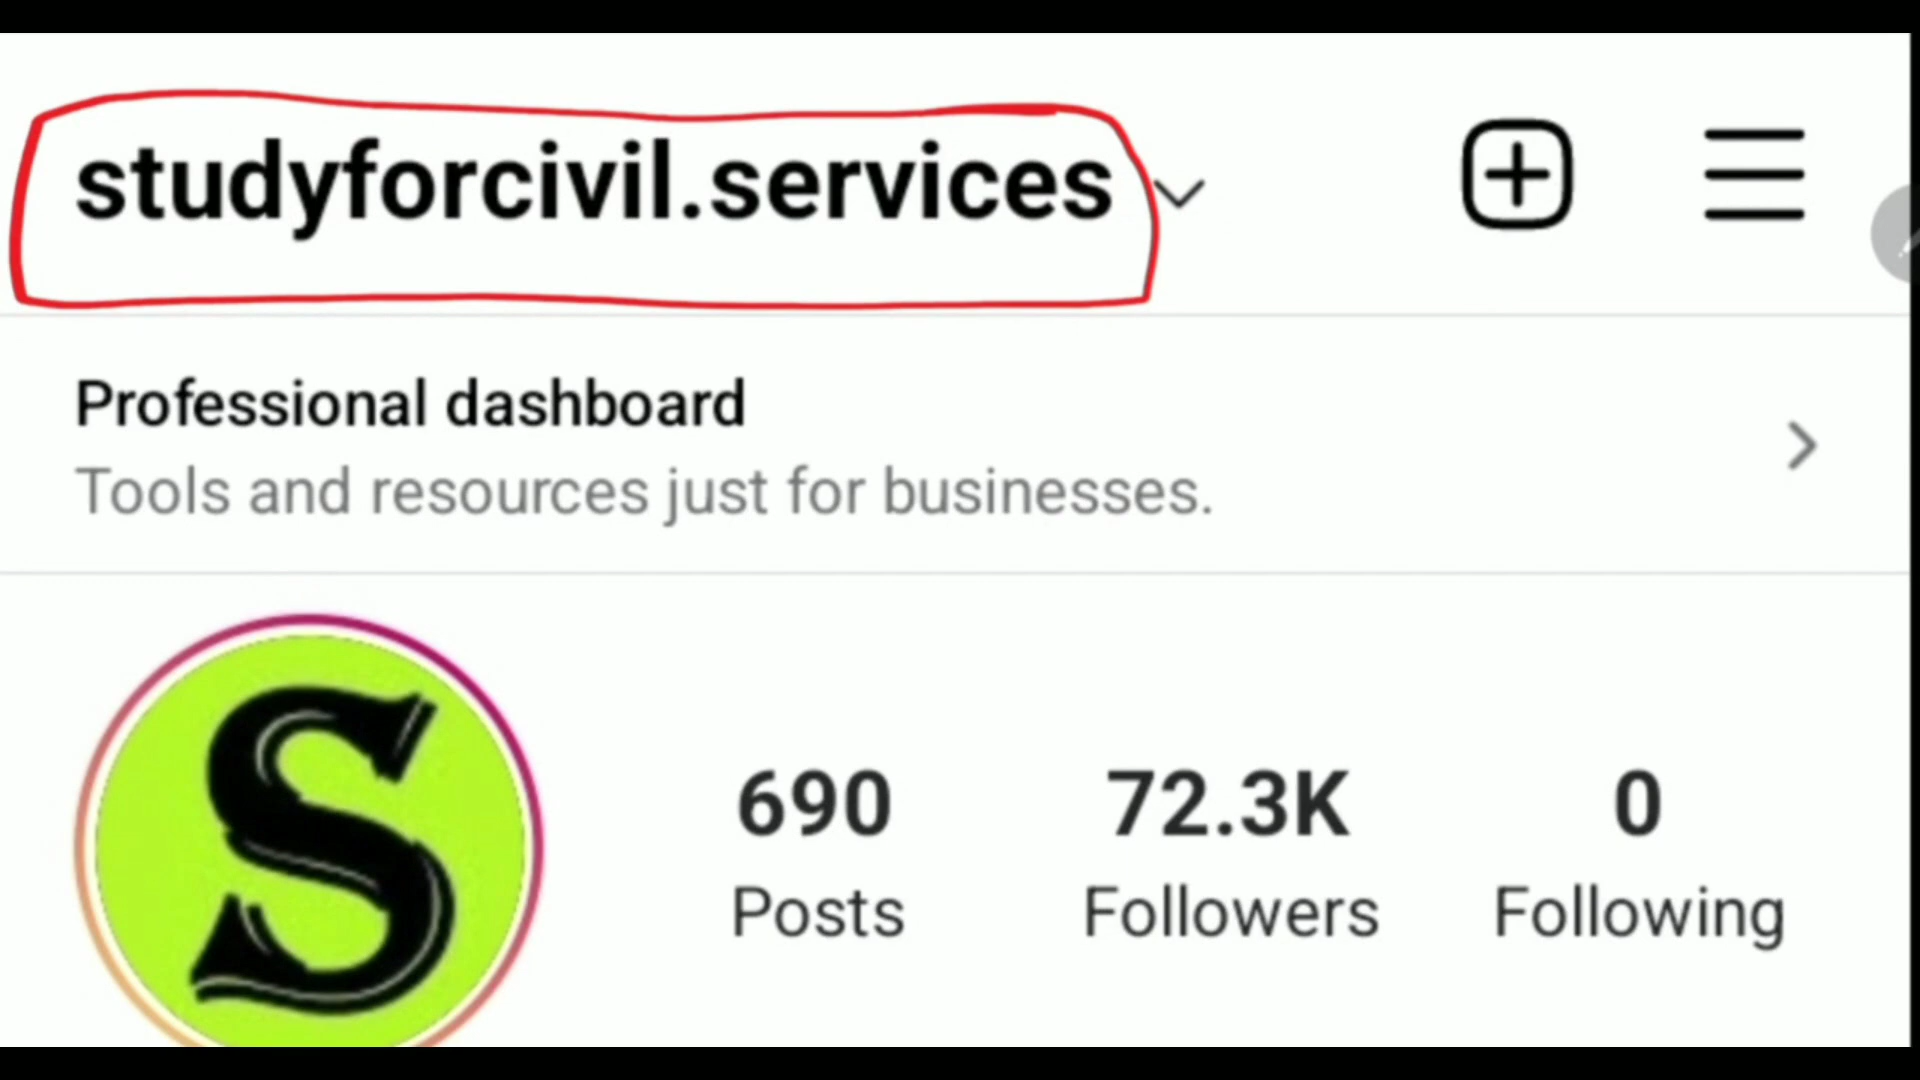 studyforcivil.services
Professional dashboard
Tools and resources just for businesses.
S
690 72.3K 0
Posts Followers Following